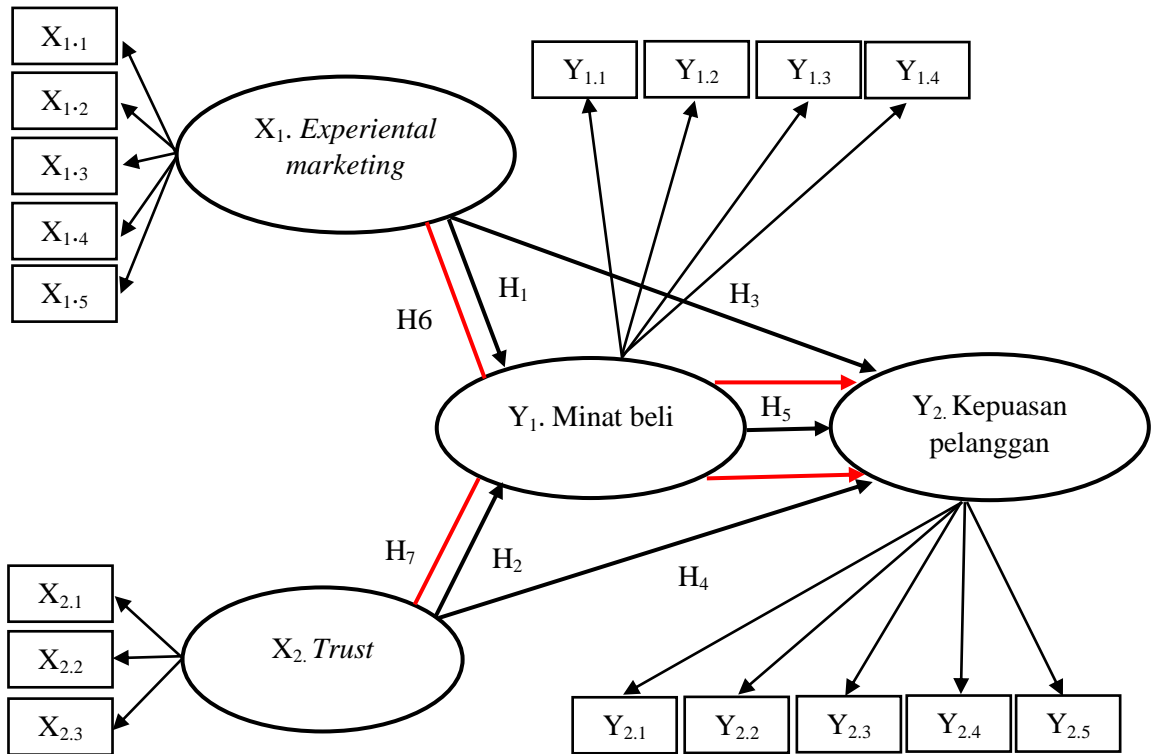 X₁.₁
X₁.₂
X₁.₃
X₁.₄
X₁.₅
X₁. Experiental
marketing
Y₁.₁
Y₁.₂
Y₁.₃
Y₁.₄
H₁
H6
H₃
Y₁. Minat beli
H₅
Y₂. Kepuasan
pelanggan
H₇
H₂
H₄
X₂.₁
X₂.₂
X₂.₃
X₂. Trust
Y₂.₁
Y₂.₂
Y₂.₃
Y₂.₄
Y₂.₅